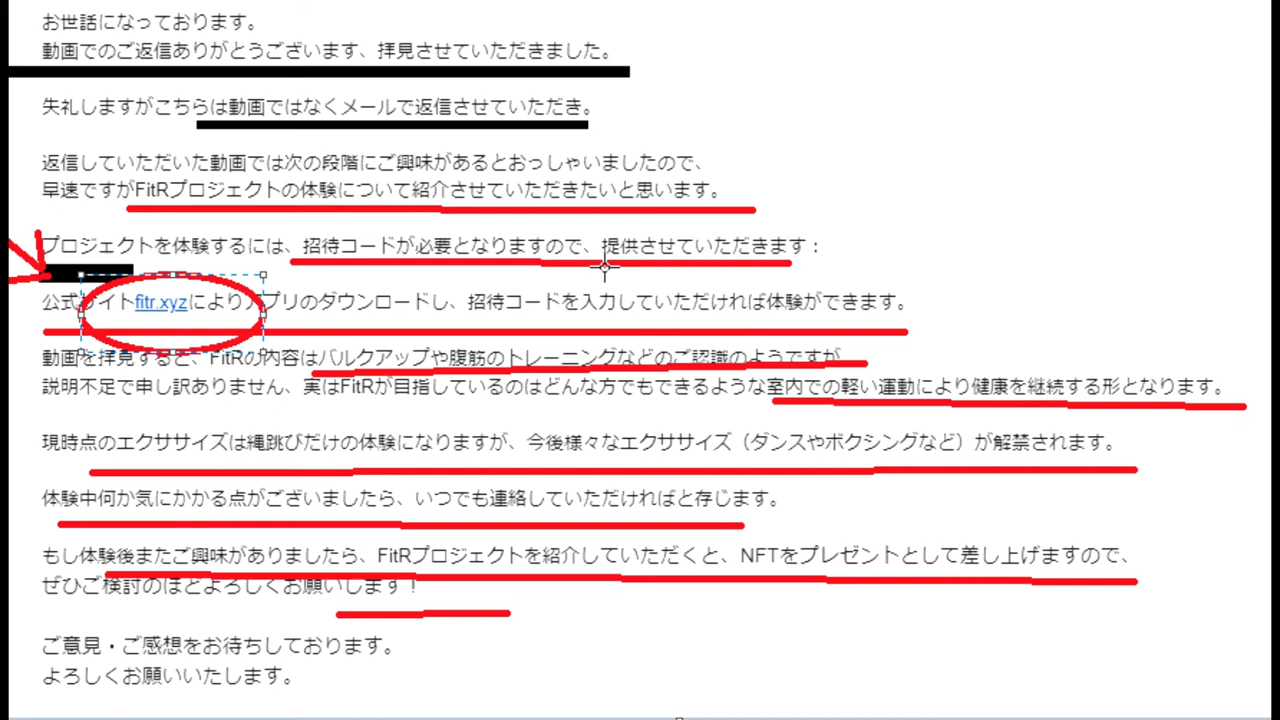 お世話になっております。
動画でのご返信ありがとうございます、拝見させていただきました。
失礼しますがこちらは動画ではなくメールで返信させていただき。
返信していただいた動画では次の段階にご興味があるとおっしゃいましたので、
早速ですがFitRプロジェクトの体験について紹介させていただきたいと思います。
プロジェクトを体験するには、招待コードが必要となりますので、提供させていただきます：
公式サイトfitr.xyzによりアプリのダウンロードし、招待コードを入力していただければ体験ができます。
動画を拝見すると、FitRの内容はバルクアップや腹筋のトレーニングなどのご認識のようですが
説明不足で申し訳ありません、実はFitRが目指しているのはどんな方でもできるような室内での軽い運動により健康を継続する形となります。
現時点のエクササイズは縄跳びだけの体験になりますが、今後様々なエクササイズ（ダンスやボクシングなど）が解禁されます。
体験中何か気にかかる点がございましたら、いつでも連絡していただければと存じます。
もし体験後またご興味がありましたら、FitRプロジェクトを紹介していただくと、NFTをプレゼントとして差し上げますので、
ぜひご検討のほどよろしくお願いします！
ご意見・ご感想をお待ちしております。
よろしくお願いいたします。